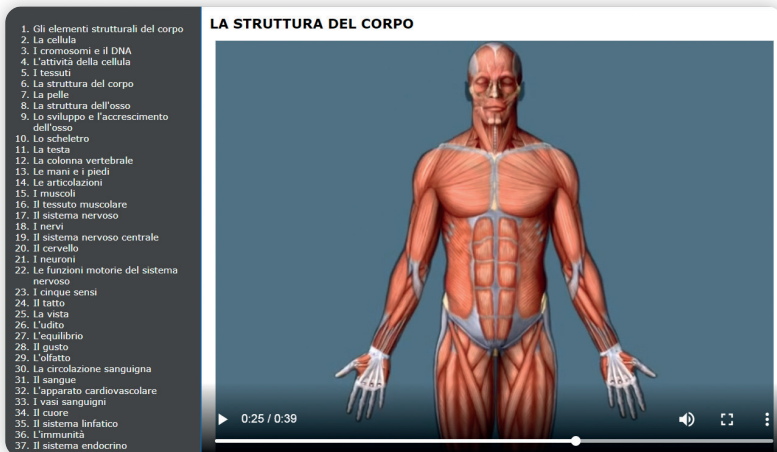 1. Gli elementi strutturali del corpo
2. La cellula
3. I cromosomi e il DNA
4. L'attività della cellula
5. I tessuti
6. La struttura del corpo
7. La pelle
8. La struttura dell'osso
9. Lo sviluppo e l'accrescimento
dell'osso
10. Lo scheletro
11. La testa
12. La colonna vertebrale
13. Le mani e i piedi
14. Le articolazioni
15. I muscoli
16. Il tessuto muscolare
17. Il sistema nervoso
18. I nervi
19. Il sistema nervoso centrale
20. Il cervello
21. I neuroni
22. Le funzioni motorie del sistema
nervoso
23. I cinque sensi
24. Il tatto
25. La vista
26. L'udito
27. L'equilibrio
28. Il gusto
29. L'olfatto
30. La circolazione sanguigna
31. Il sangue
32. L'apparato cardiovascolare
33. I vasi sanguigni
34. Il cuore
35. Il sistema linfatico
36. L'immunità
37. Il sistema endocrino
LA STRUTTURA DEL CORPO
0:25 / 0:39